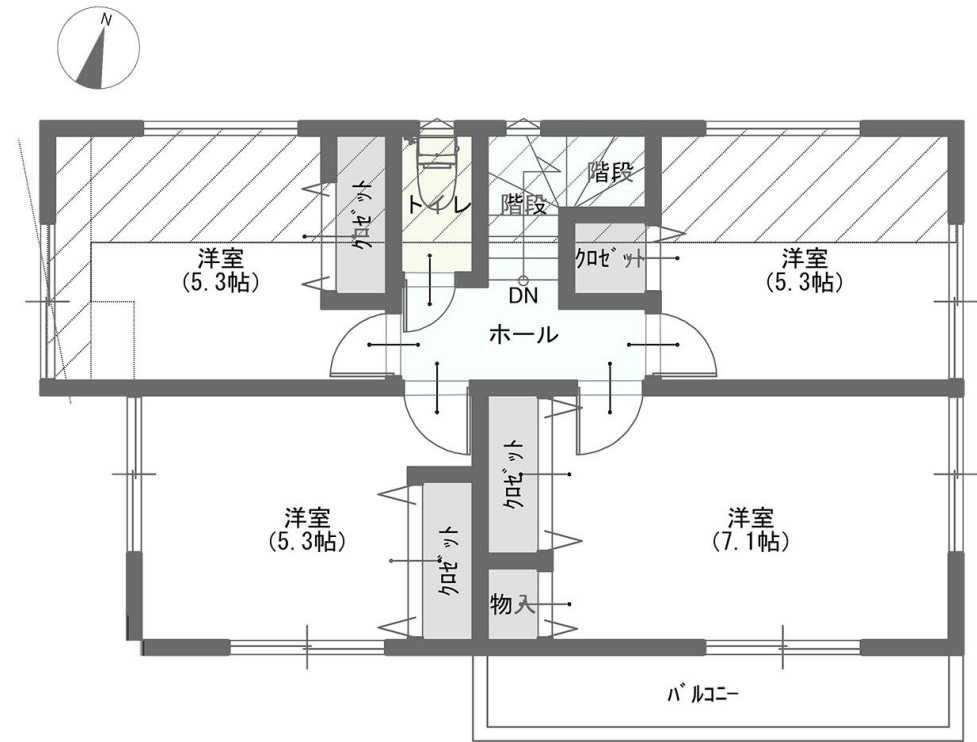 N
階段
トイレ
階段
クロゼット
クロゼット
洋室
(5.3帖)
洋室
(5.3帖)
DN
ホール
クロゼット
洋室
(5.3帖)
洋室
(7.1帖)
クロゼット
物入
バルコニー